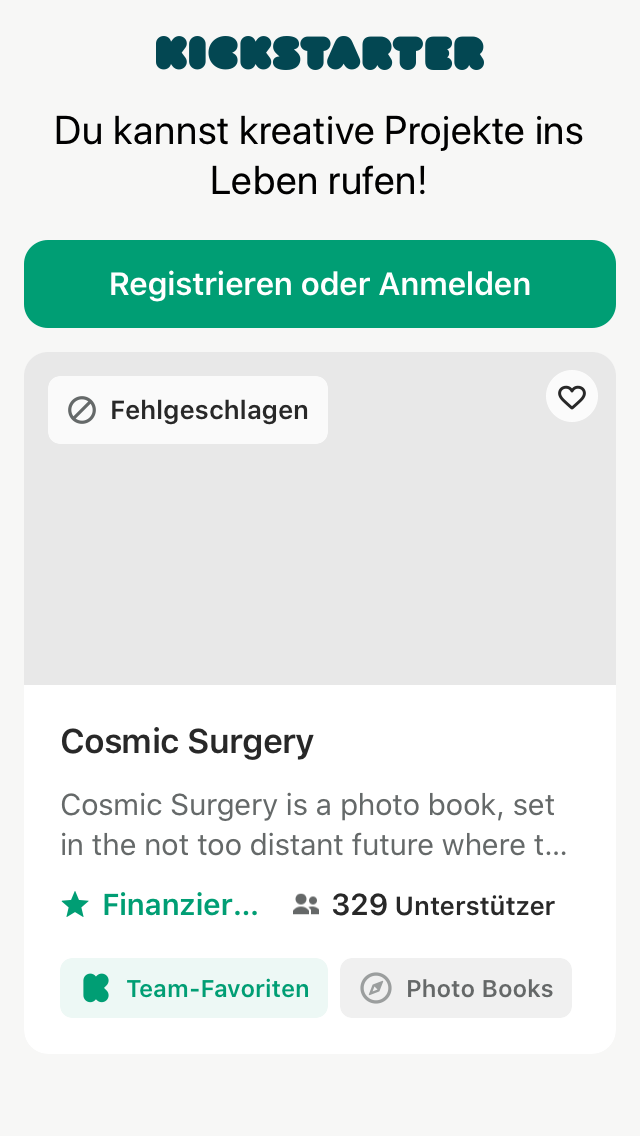 KICKSTARTER
Du kannst kreative Projekte ins
Leben rufen!
Registrieren oder Anmelden
Fehlgeschlagen
Cosmic Surgery
Cosmic Surgery is a photo book, set
in the not too distant future where t...
Finanzier... 329 Unterstützer
Team-Favoriten Photo Books